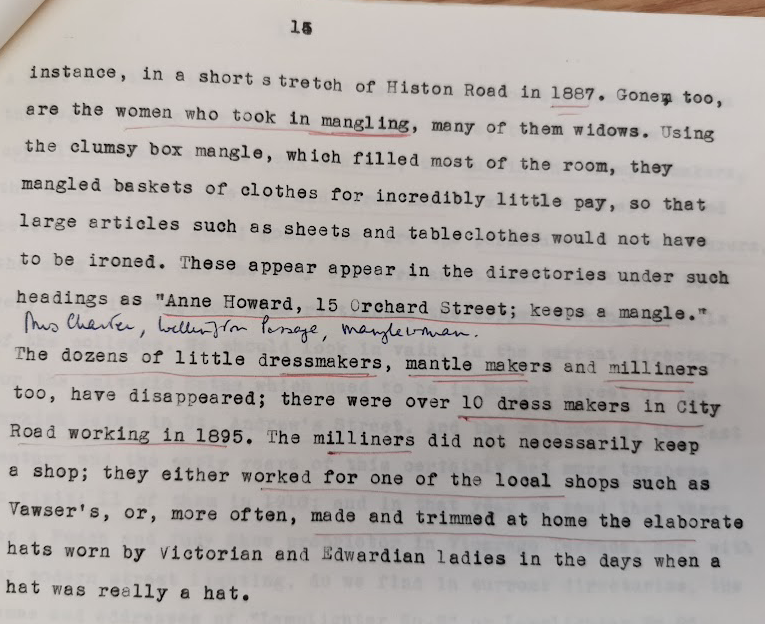 15
instance, in a short stretch of Histon Road in 1887. Gone, too,
are the women who took in mangling, many of them widows. Using
the clumsy box mangle, which filled most of the room, they
mangled baskets of clothes for incredibly little pay, so that
large articles such as sheets and tableclothes would not have
to be ironed. These appear appear in the directories under such
headings as "Anne Howard, 15 Orchard Street; keeps a mangle."
Mrs Charter, Wellington Passage, manglewoman.
The dozens of little dressmakers, mantle makers and milliners
too, have disappeared; there were over 10 dress makers in City
Road working in 1895. The milliners did not necessarily keep
a shop; they either worked for one of the local shops such as
Vawser's, or, more often, made and trimmed at home the elaborate
hats worn by Victorian and Edwardian ladies in the days when a
hat was really a hat.